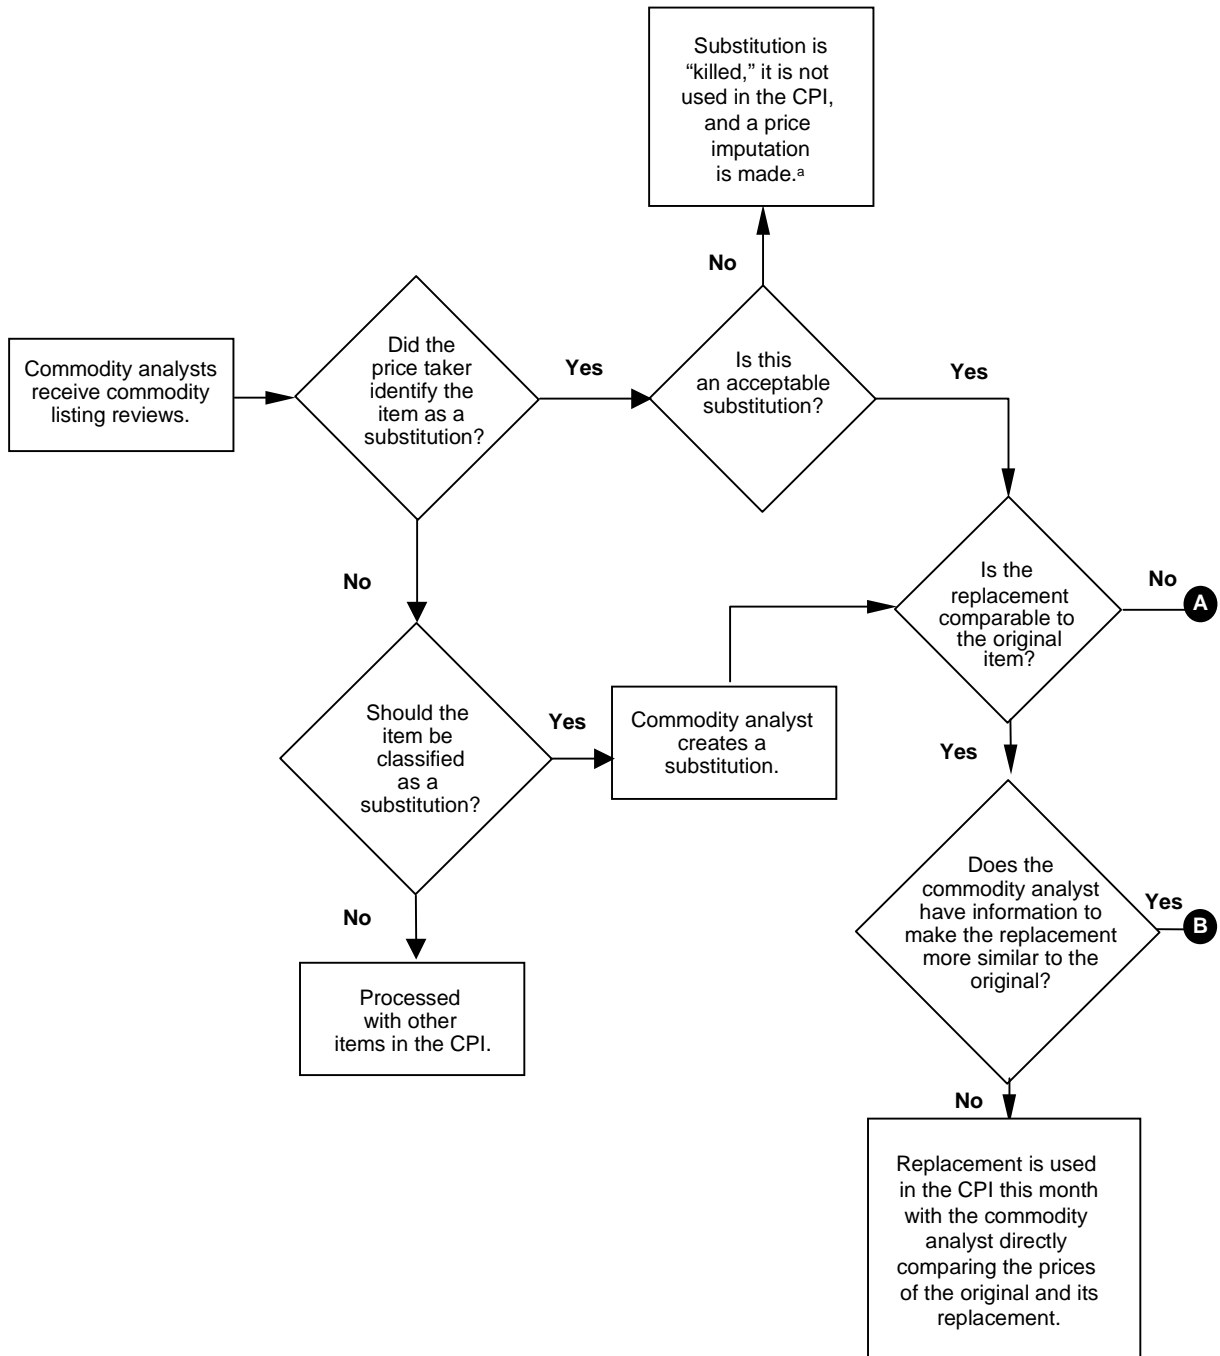 Substitution is
“killed,” it is not
used in the CPI,
and a price
imputation
is made.ᵃ
No
Commodity analysts
receive commodity
listing reviews.
Did the
price taker
identify the
item as a
substitution?
Yes
Is this
an acceptable
substitution?
Yes
No
Is the
replacement
comparable to
the original
item?
No
A
Should the
item be
classified
as a
substitution?
Yes
Commodity analyst
creates a
substitution.
Yes
No
Processed
with other
items in the CPI.
Does the
commodity analyst
have information to
make the replacement
more similar to the
original?
Yes
B
No
Replacement is used
in the CPI this month
with the commodity
analyst directly
comparing the prices
of the original and its
replacement.